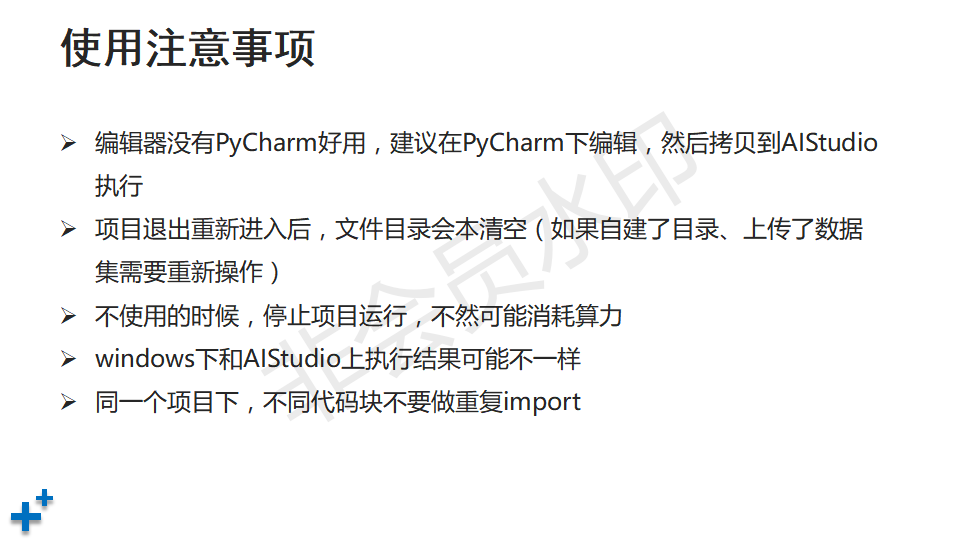 使用注意事项
➢ 编辑器没有PyCharm好用，建议在PyCharm下编辑，然后拷贝到AIStudio
执行
➢ 项目退出重新进入后，文件目录会本清空（如果自建了目录、上传了数据
集需要重新操作）
➢ 不使用的时候，停止项目运行，不然可能消耗算力
➢ windows下和AIStudio上执行结果可能不一样
➢ 同一个项目下，不同代码块不要做重复import
非会员水印